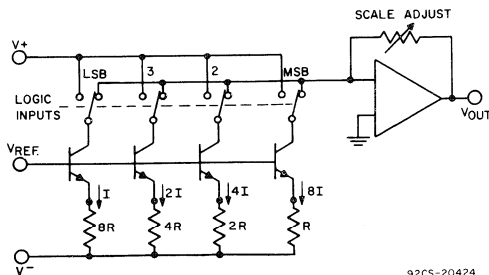 SCALE ADJUST
V+
LSB
3
2
MSB
LOGIC
INPUTS
VOUT
VREF.
I
2I
4I
8I
8R
4R
2R
R
V-
92CS-20424